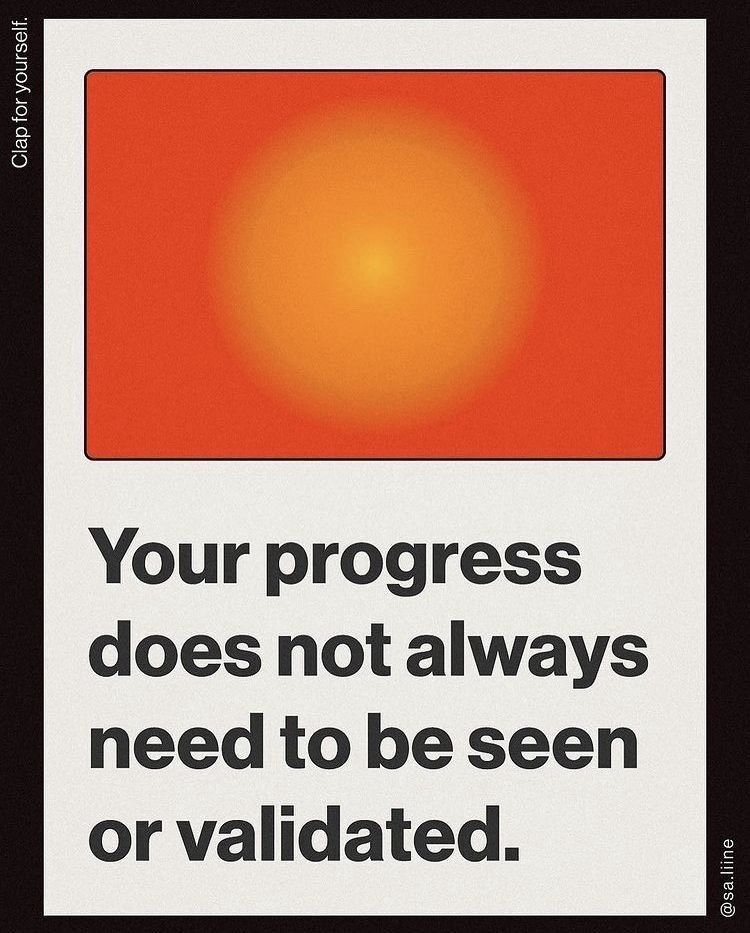 Clap for yourself.
Your progress
does not always
need to be seen
or validated.
@sa.liine